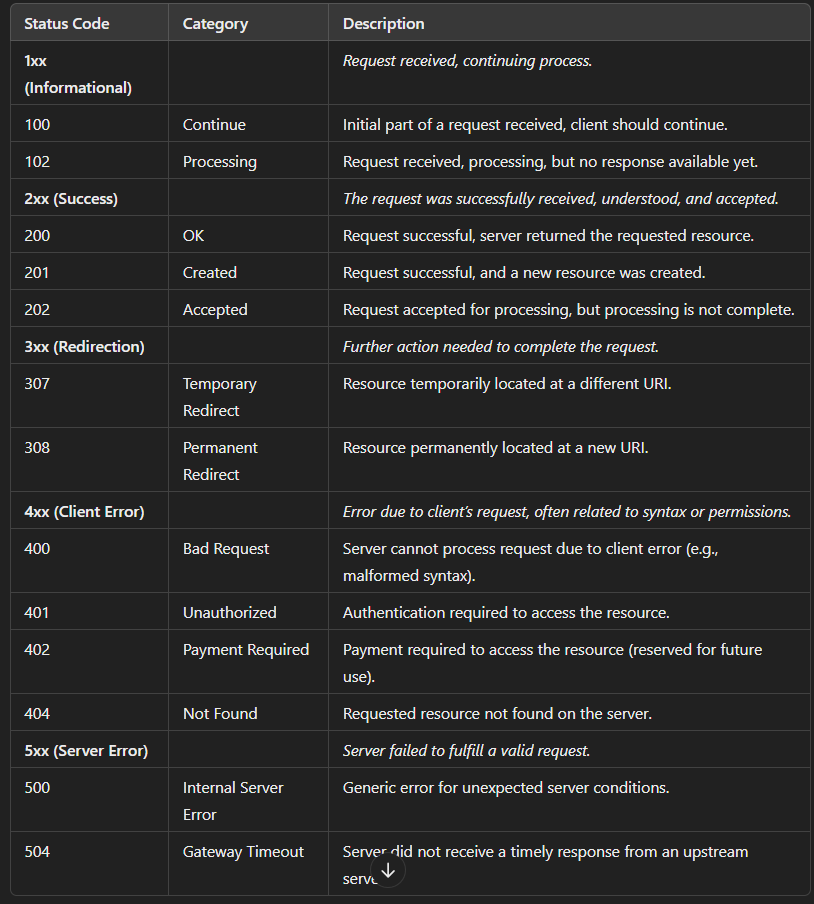 Status Code Category Description
1xx Request received, continuing process.
(Informational)
100 Continue Initial part of a request received, client should continue.
102 Processing Request received, processing, but no response available yet.
2xx (Success) The request was successfully received, understood, and accepted.
200 OK Request successful, server returned the requested resource.
201 Created Request successful, and a new resource was created.
202 Accepted Request accepted for processing, but processing is not complete.
3xx (Redirection) Further action needed to complete the request.
307 Temporary Resource temporarily located at a different URI.
Redirect
308 Permanent Resource permanently located at a new URI.
Redirect
4xx (Client Error) Error due to client's request, often related to syntax or permissions.
400 Bad Request Server cannot process request due to client error (e.g.,
malformed syntax).
401 Unauthorized Authentication required to access the resource.
402 Payment Required Payment required to access the resource (reserved for future
use).
404 Not Found Requested resource not found on the server.
5xx (Server Error) Server failed to fulfill a valid request.
500 Internal Server Generic error for unexpected server conditions.
Error
504 Gateway Timeout Server did not receive a timely response from an upstream